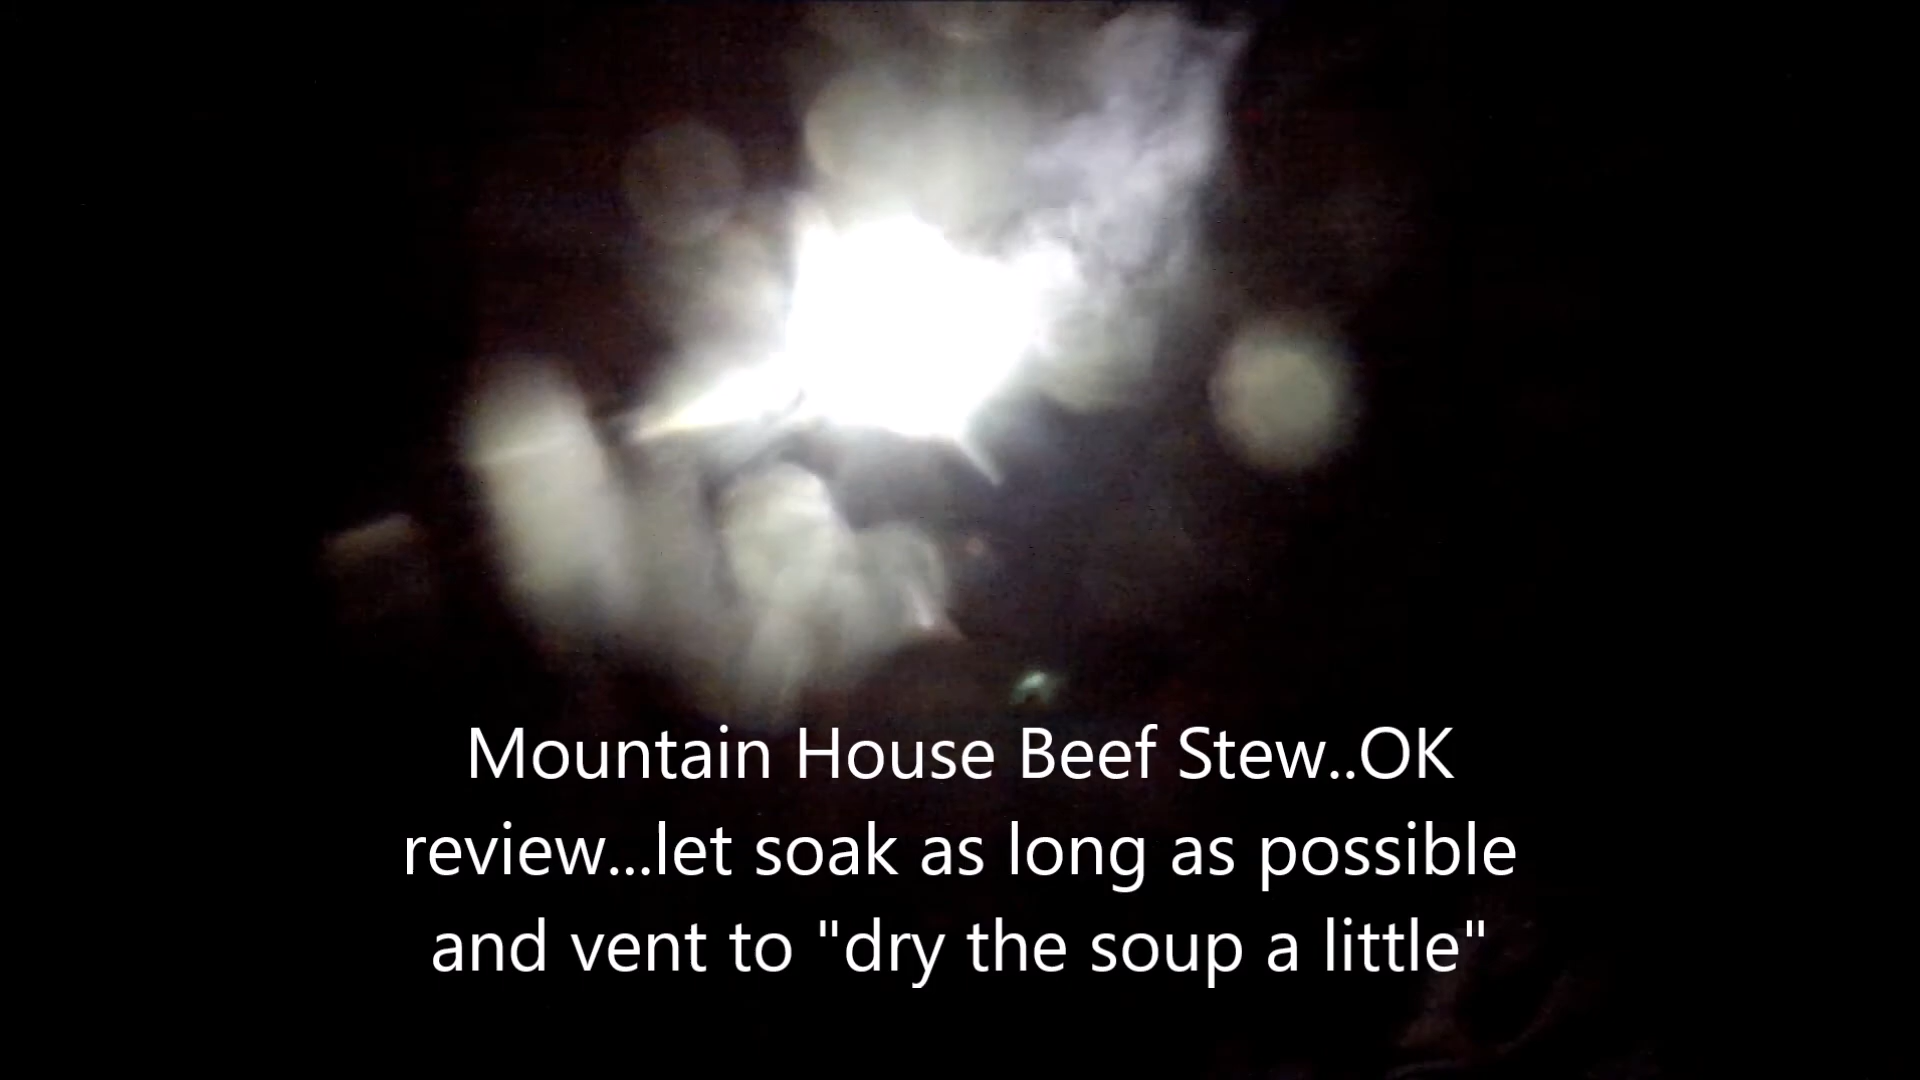 Mountain House Beef Stew..OK
review...let soak as long as possible
and vent to "dry the soup a little"